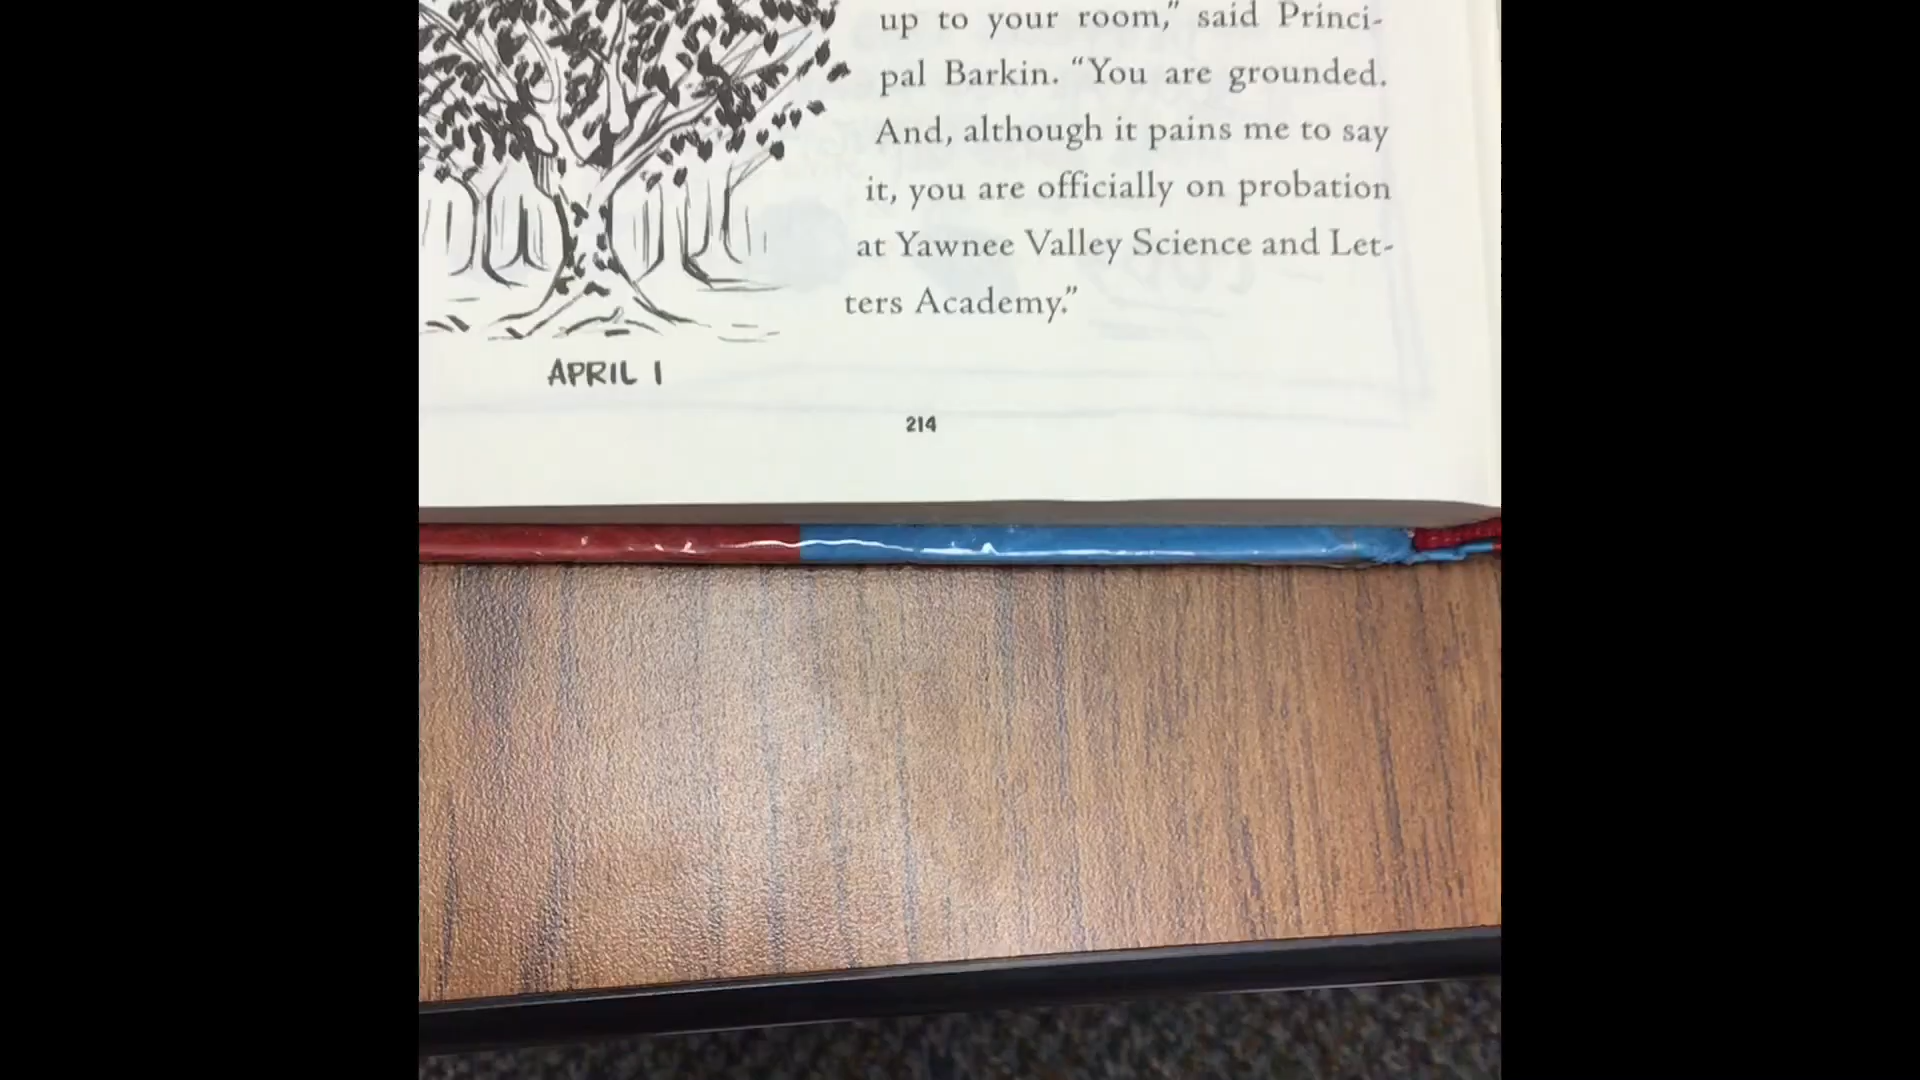 up to your room,” said Princi-
pal Barkin. “You are grounded.
And, although it pains me to say
it, you are officially on probation
at Yawnee Valley Science and Let-
ters Academy.”
APRIL 1
214